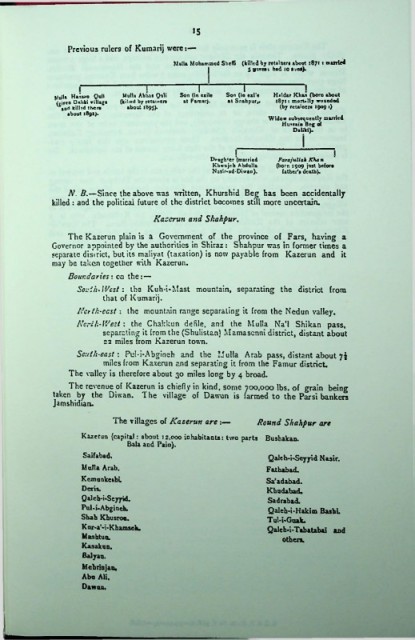 15
Previous rulers of Kumarij were:—
Mulla Mohammed Shefi (killed by retainers about 1871: married
3 wives: had 10 sons).
Mulla Hasan Quli
(given Dalki village
and killed there
about 1892).
Mulla Abbas Quli
(killed by retainers
about 1895).
Son (in exile
at Famur).
Son (in exile
at Shahpur).
Heidar Khan (born about
1871: mortally wounded
(by retainers 1909:)
Widow subsequently married
Hussein Beg of
Dalaki).
Daughter (married
Khwajeh Abdulla
Nasir-ed-Diwan).
Farajullah Khan
(born 1909 just before
father's death).
N. B.—Since the above was written, Khurshid Beg has been accidentally
killed: and the political future of the district becomes still more uncertain.
Kazerun and Shahpur.
The Kazerun plain is a Government of the province of Fars, having a
Governor appointed by the authorities in Shiraz: Shahpur was in former times a
separate district, but its maliyat (taxation) is now payable from Kazerun and it
may be taken together with Kazerun.
Boundaries: on the:—
South-West: the Kuh-i-Mast mountain, separating the district from
that of Kumarij.
North-east: the mountain range separating it from the Nedun valley.
North-West: the Chakkun defile, and the Mulla Na'l Shikan pass,
separating it from the (Shulistan) Mamasenni district, distant about
22 miles from Kazerun town.
South-east: Pul-i-Abgineh and the Mulla Arab pass, distant about 7½
miles from Kazerun and separating it from the Famur district.
The valley is therefore about 30 miles long by 4 broad.
The revenue of Kazerun is chiefly in kind, some 700,000 lbs. of grain being
taken by the Diwan. The village of Dawun is farmed to the Parsi bankers
Jamshidian.
The villages of Kazerun are:— Round Shahpur are
Kazerun (capital: about 12,000 inhabitants: two parts Bushakan.
Bala and Pain).
Saifabad. Qaleh-i-Seyyid Nasir.
Mulla Arab. Fathabad.
Kemunkeshi. Sa'adabad.
Deris. Khudabad.
Qaleh-i-Seyyid. Sadrabad.
Pul-i-Abgineh. Qaleh-i-Hakim Bashi.
Shah Khusrou. Tul-i-Gusk.
Kur-a'-i-Khamseh. Qaleh-i-Tabatabai and
Mashtun. others.
Kasakun.
Balyan.
Mehrinjan.
Abu Ali.
Dawun.